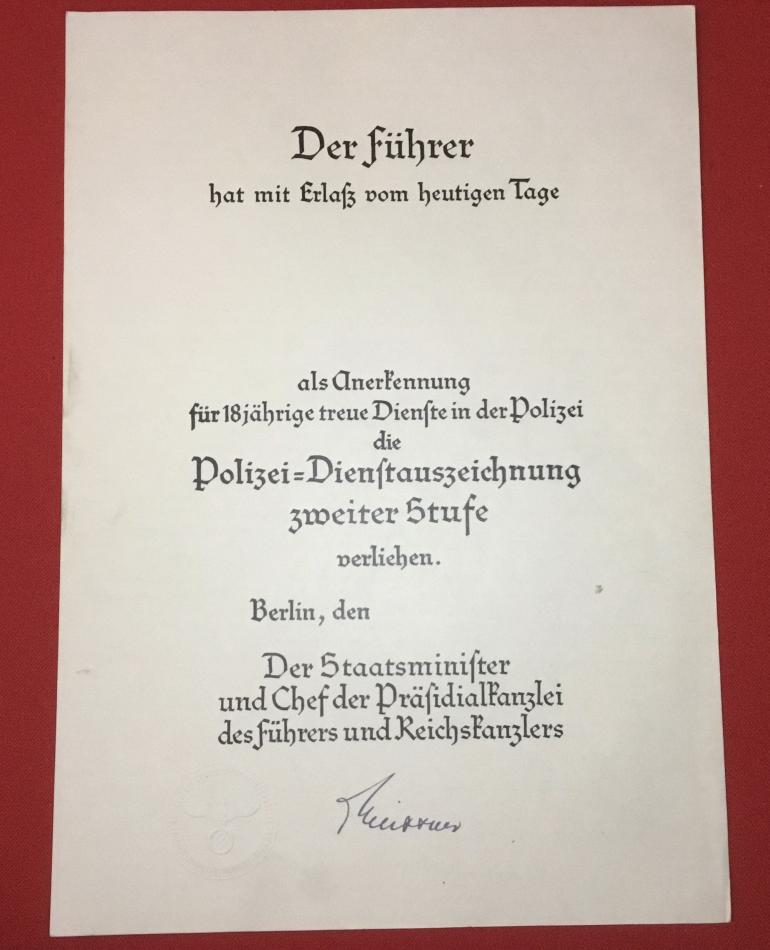 Der Führer
hat mit Erlaß vom heutigen Tage
als Anerkennung
für 18jährige treue Dienste in der Polizei
die
Polizei=Dienstauszeichnung
zweiter Stufe
verliehen.
Berlin, den
Der Staatsminister
und Chef der Präsidialkanzlei
des Führers und Reichskanzlers
Meissner